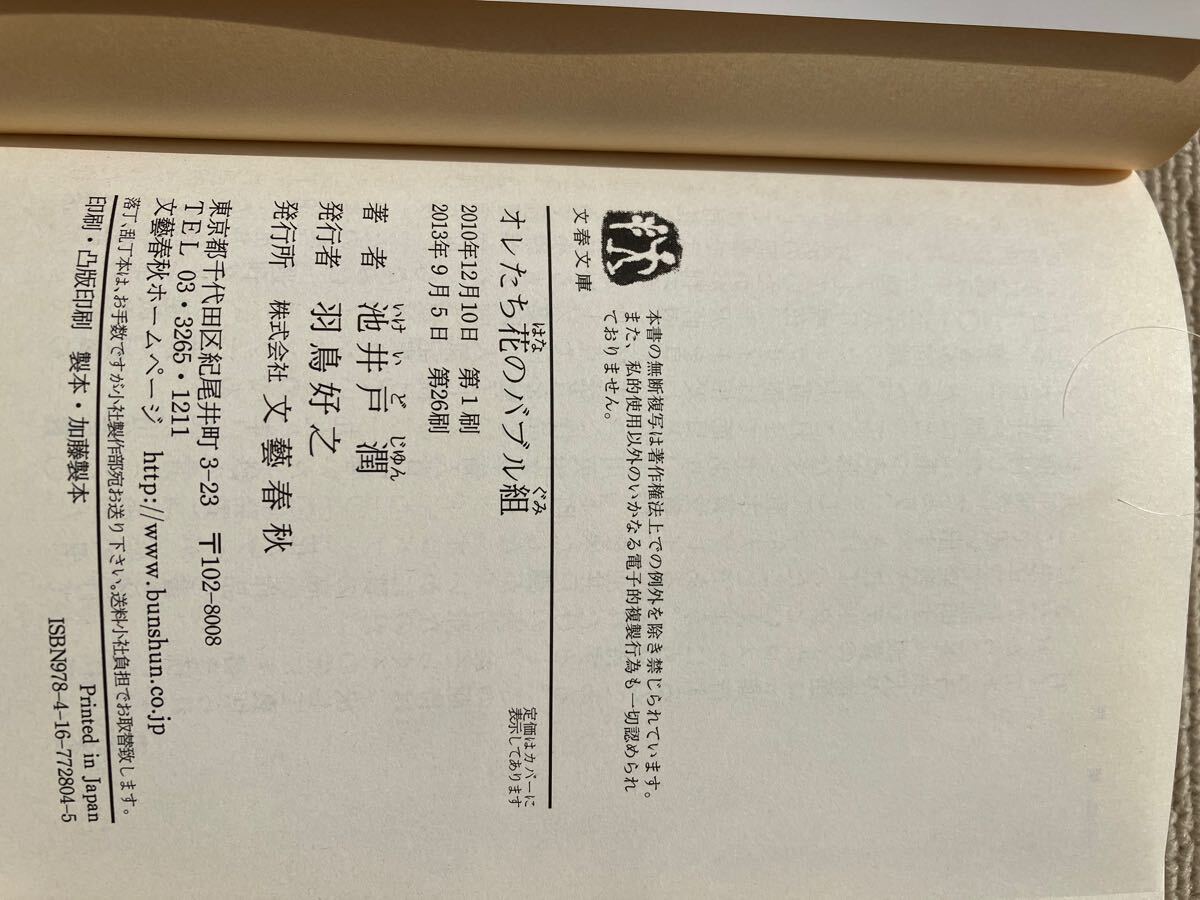 本書の無断複写は著作権法上での例外を除き禁じられています。
また、私的使用以外のいかなる電子的複製行為も一切認められ
ておりません。
文春文庫
定価はカバーに
表示してあります
オレたち花のバブル組
はな
ぐみ
2010年12月10日 第1刷
2013年9月5日 第26刷
著者 池井戸 潤
いけいど じゅん
発行者 羽鳥好之
発行所 株式会社 文藝春秋
東京都千代田区紀尾井町3-23 〒102-8008
TEL 03・3265・1211
文藝春秋ホームページ http://www.bunshun.co.jp
落丁、乱丁本は、お手数ですが小社製作部宛お送り下さい。送料小社負担でお取替致します。
印刷・凸版印刷 製本・加藤製本
Printed in Japan
ISBN978-4-16-772804-5